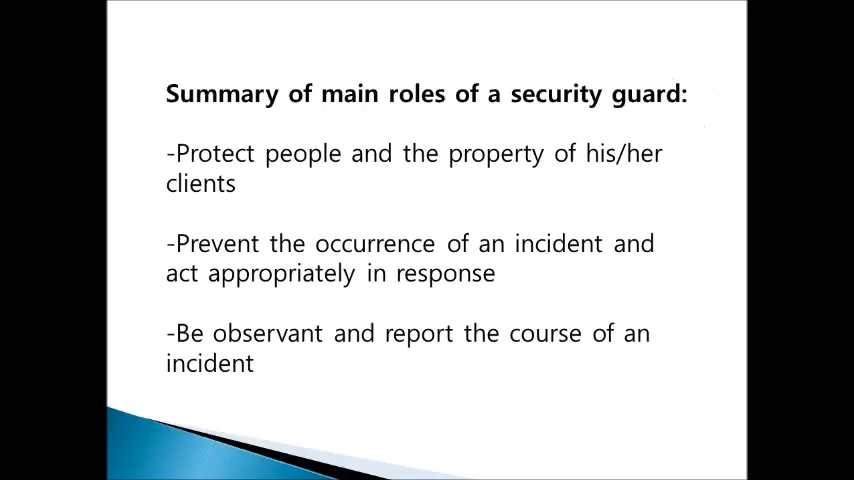 Summary of main roles of a security guard:
-Protect people and the property of his/her
clients
-Prevent the occurrence of an incident and
act appropriately in response
-Be observant and report the course of an
incident